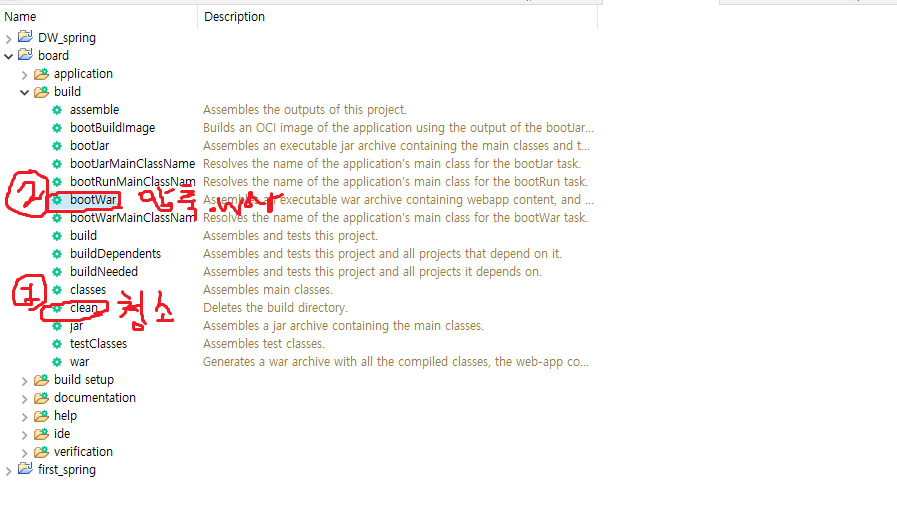 Name Description
DW_spring
board
application
build
assemble Assembles the outputs of this project.
bootBuildImage Builds an OCI image of the application using the output of the bootJar...
bootJar Assembles an executable jar archive containing the main classes and t...
bootJarMainClassName Resolves the name of the application's main class for the bootJar task.
bootRunMainClassNam Resolves the name of the application's main class for the bootRun task.
2 bootWar 압축.war Assembles an executable war archive containing webapp content, and ...
bootWarMainClassNam Resolves the name of the application's main class for the bootWar task.
build Assembles and tests this project.
buildDependents Assembles and tests this project and all projects that depend on it.
buildNeeded Assembles and tests this project and all projects it depends on.
classes Assembles main classes.
1 clean 청소 Deletes the build directory.
jar Assembles a jar archive containing the main classes.
testClasses Assembles test classes.
war Generates a war archive with all the compiled classes, the web-app co...
build setup
documentation
help
ide
verification
first_spring